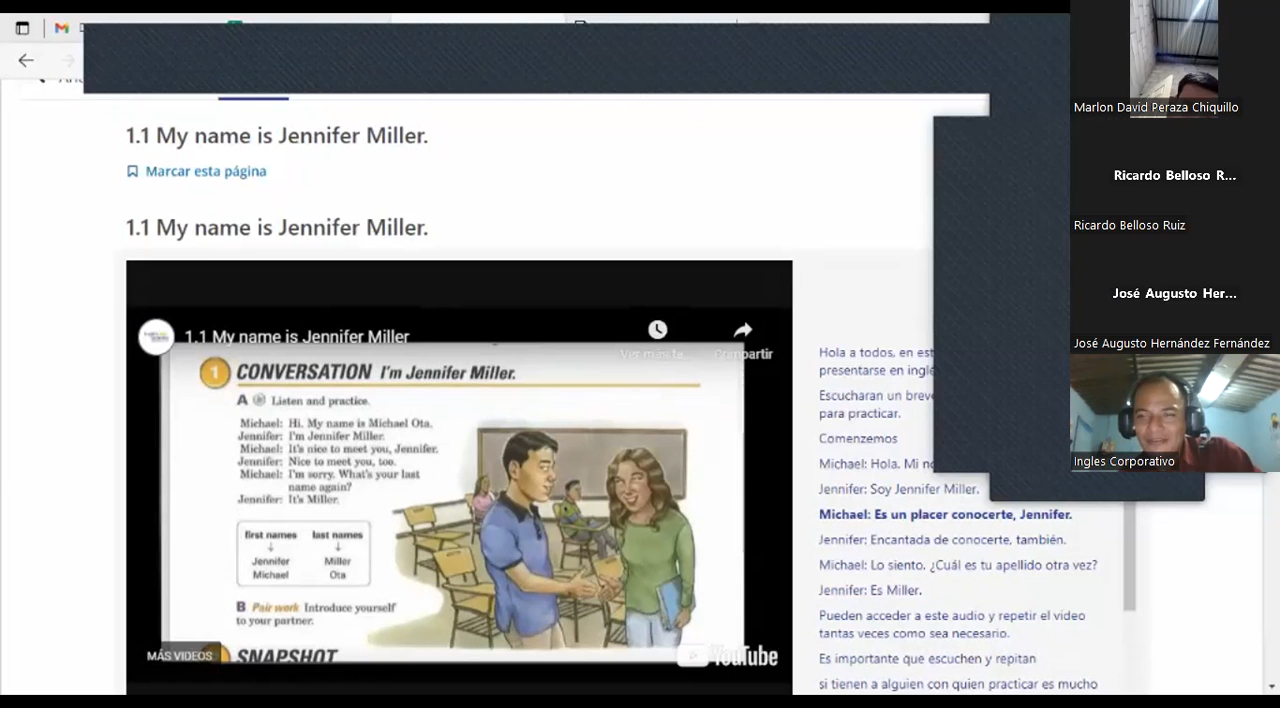 1.1 My name is Jennifer Miller.
Marcar esta página
1.1 My name is Jennifer Miller.
1.1 My name is Jennifer Miller
Compartir
1 CONVERSATION I'm Jennifer Miller.
A Listen and practice.
Michael: Hi. My name is Michael Ota.
Jennifer: I'm Jennifer Miller.
Michael: It's nice to meet you, Jennifer.
Jennifer: Nice to meet you, too.
Michael: I'm sorry. What's your last
name again?
Jennifer: It's Miller.
first names last names
↓ ↓
Jennifer Miller
Michael Ota
B Pair work Introduce yourself
to your partner.
SNAPSHOT
MÁS VIDEOS
YouTube
Hola a todos, en
presentarse en
Escucharan un
para practicar.
Comenzemos
Michael: Hola. Mi
Jennifer: Soy Jennifer Miller.
Michael: Es un placer conocerte, Jennifer.
Jennifer: Encantada de conocerte, también.
Michael: Lo siento. ¿Cuál es tu apellido otra vez?
Jennifer: Es Miller.
Pueden acceder a este audio y repetir el video
tantas veces como sea necesario.
Es importante que escuchen y repitan
si tienen a alguien con quien practicar es mucho
Marlon David Peraza Chiquillo
Ricardo Belloso R...
Ricardo Belloso Ruiz
José Augusto Her...
José Augusto Hernández Fernández
Ingles Corporativo